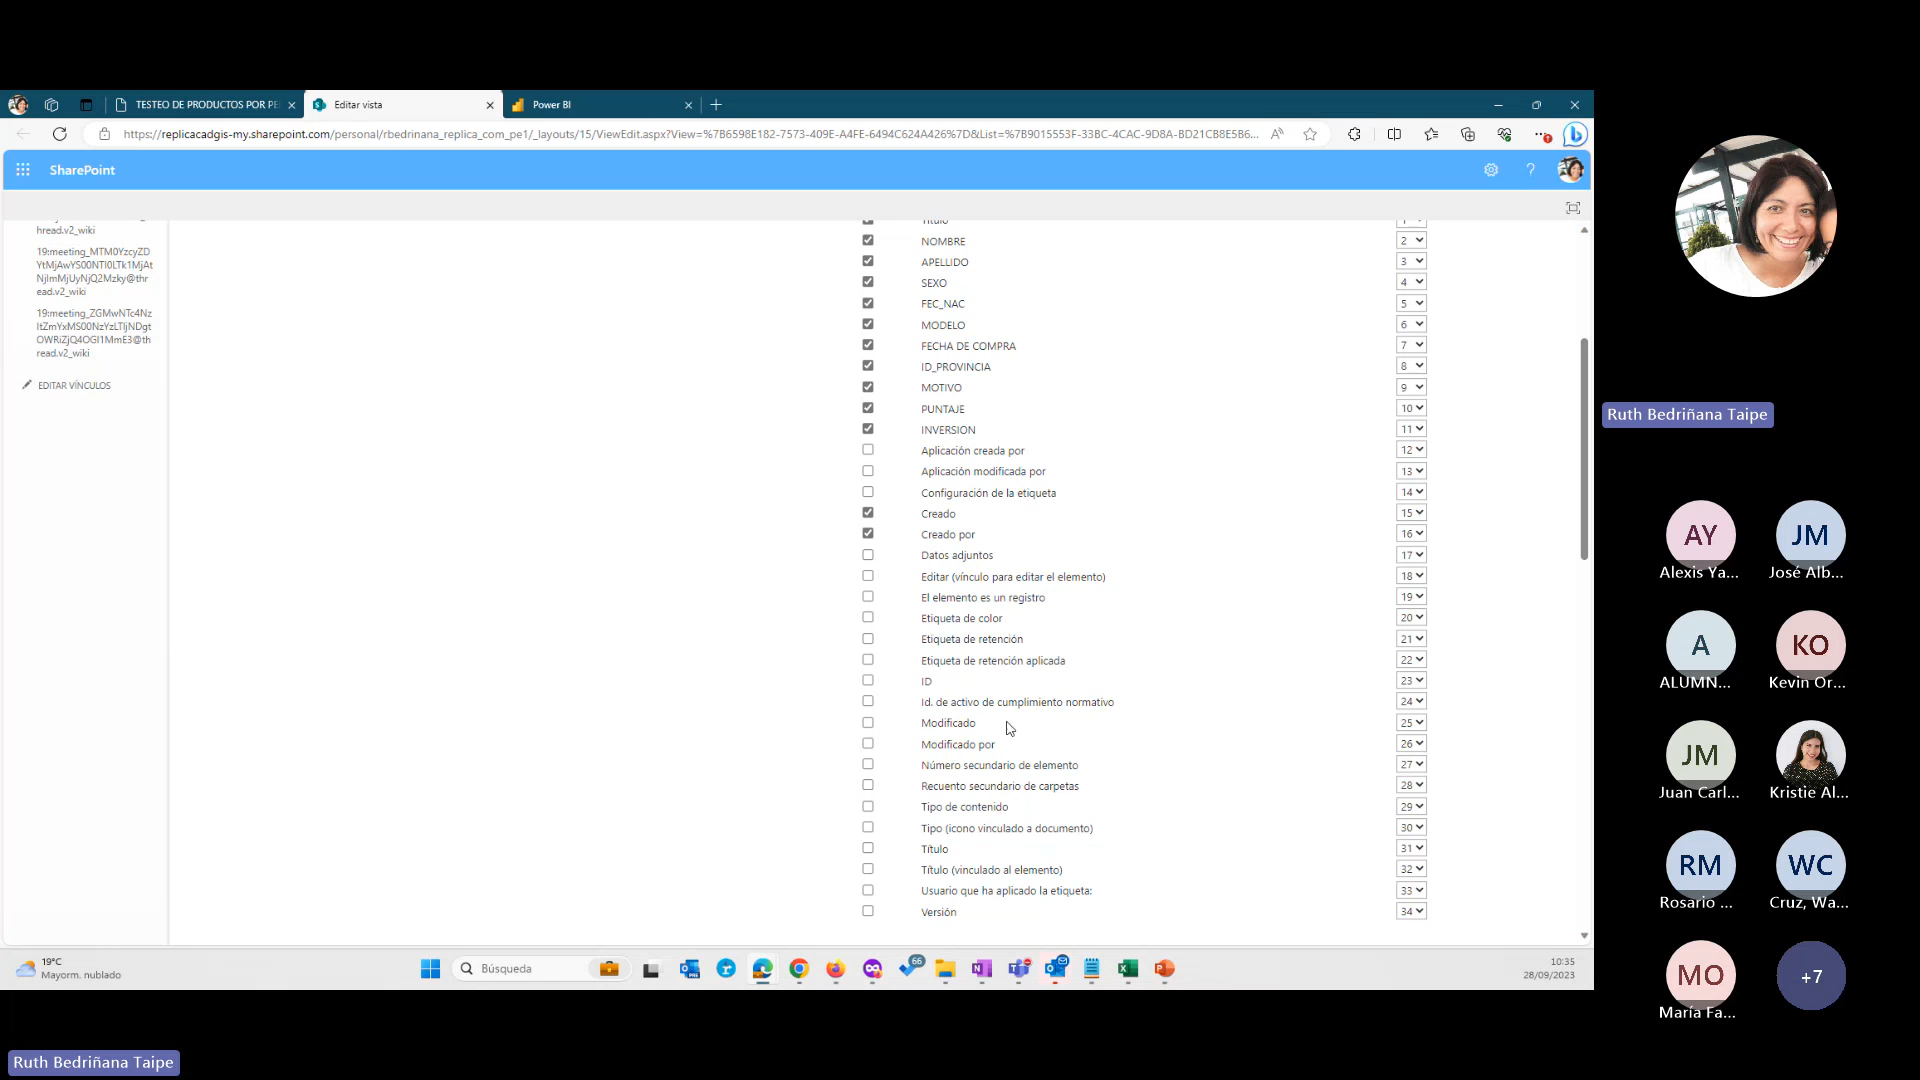 TESTEO DE PRODUCTOS POR PE
Editar vista
Power BI
https://replicacadgis-my.sharepoint.com/personal/rbedrinana_replica_com_pe1/_layouts/15/ViewEdit.aspx?View=%7B6598E182-7573-409E-A4FE-6494C624A426%7D&List=%7B9015553F-33BC-4CAC-9D8A-BD21CB8E5B6...
SharePoint
hread.v2_wiki
19:meeting_MTM0YzcyZD
YtMjAwYS00NTI0LTk1MjAt
NjImMjUyNjQ2Mzky@thr
ead.v2_wiki
19:meeting_ZGMwNTc4Nz
ItZmYxMS00NzYzLTljNDgt
OWRiZjQ4OGI1MmE3@th
read.v2_wiki
EDITAR VÍNCULOS
Título 1
NOMBRE 2
APELLIDO 3
SEXO 4
FEC_NAC 5
MODELO 6
FECHA DE COMPRA 7
ID_PROVINCIA 8
MOTIVO 9
PUNTAJE 10
INVERSION 11
Aplicación creada por 12
Aplicación modificada por 13
Configuración de la etiqueta 14
Creado 15
Creado por 16
Datos adjuntos 17
Editar (vínculo para editar el elemento) 18
El elemento es un registro 19
Etiqueta de color 20
Etiqueta de retención 21
Etiqueta de retención aplicada 22
ID 23
Id. de activo de cumplimiento normativo 24
Modificado 25
Modificado por 26
Número secundario de elemento 27
Recuento secundario de carpetas 28
Tipo de contenido 29
Tipo (icono vinculado a documento) 30
Título 31
Título (vinculado al elemento) 32
Usuario que ha aplicado la etiqueta: 33
Versión 34
19°C
Mayorm. nublado
Búsqueda
66
10:35
28/09/2023
Ruth Bedriñana Taipe
AY
Alexis Ya...
JM
José Alb...
A
ALUMN...
KO
Kevin Or...
JM
Juan Carl...
Kristie Al...
RM
Rosario ...
WC
Cruz, Wa...
MO
María Fa...
+7
Ruth Bedriñana Taipe